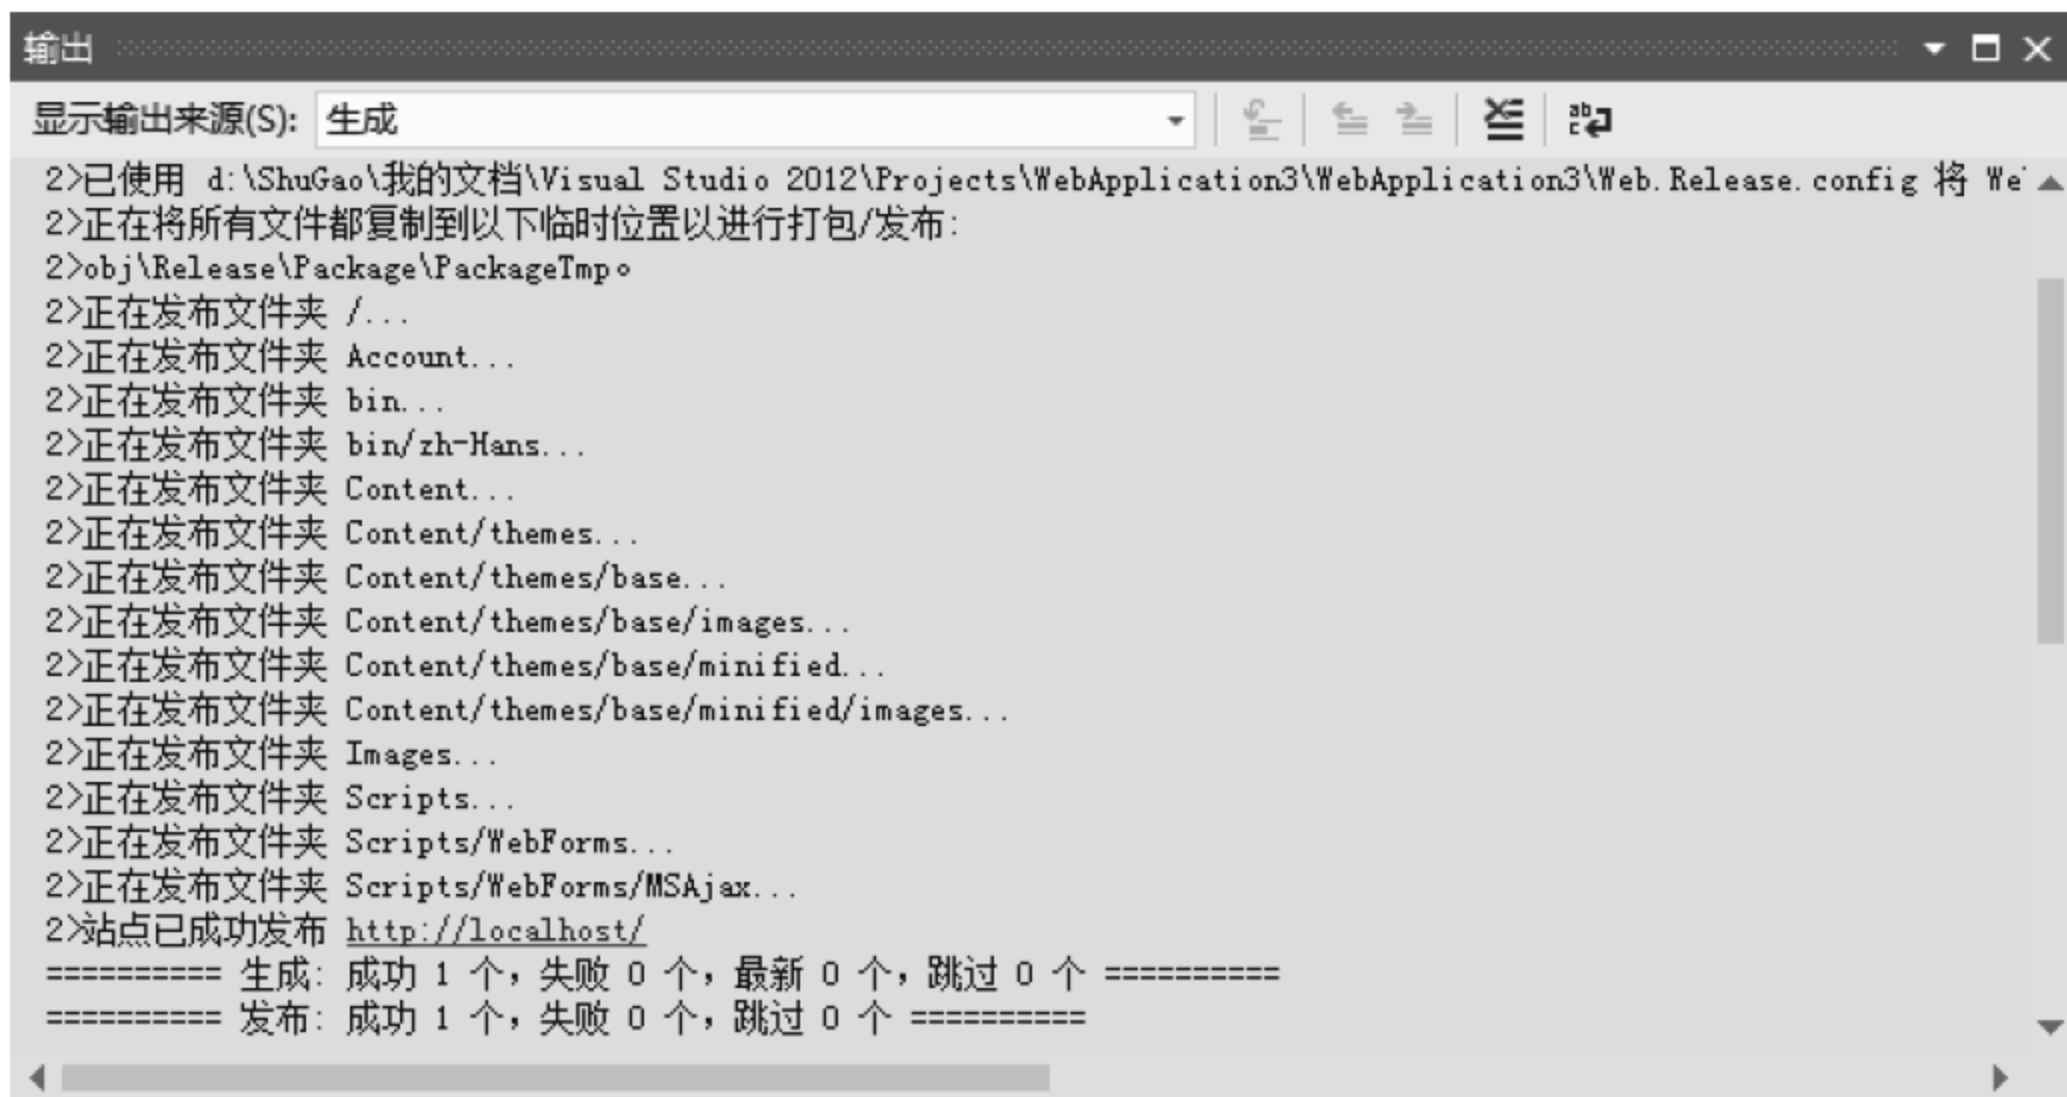 输出
显示输出来源(S): 生成
2>已使用 d:\ShuGao\我的文档\Visual Studio 2012\Projects\WebApplication3\WebApplication3\Web.Release.config 将 We
2>正在将所有文件都复制到以下临时位置以进行打包/发布:
2>obj\Release\Package\PackageTmp。
2>正在发布文件夹 /...
2>正在发布文件夹 Account...
2>正在发布文件夹 bin...
2>正在发布文件夹 bin/zh-Hans...
2>正在发布文件夹 Content...
2>正在发布文件夹 Content/themes...
2>正在发布文件夹 Content/themes/base...
2>正在发布文件夹 Content/themes/base/images...
2>正在发布文件夹 Content/themes/base/minified...
2>正在发布文件夹 Content/themes/base/minified/images...
2>正在发布文件夹 Images...
2>正在发布文件夹 Scripts...
2>正在发布文件夹 Scripts/WebForms...
2>正在发布文件夹 Scripts/WebForms/MSAjax...
2>站点已成功发布 http://localhost/
========== 生成: 成功 1 个，失败 0 个，最新 0 个，跳过 0 个 ==========
========== 发布: 成功 1 个，失败 0 个，跳过 0 个 ==========